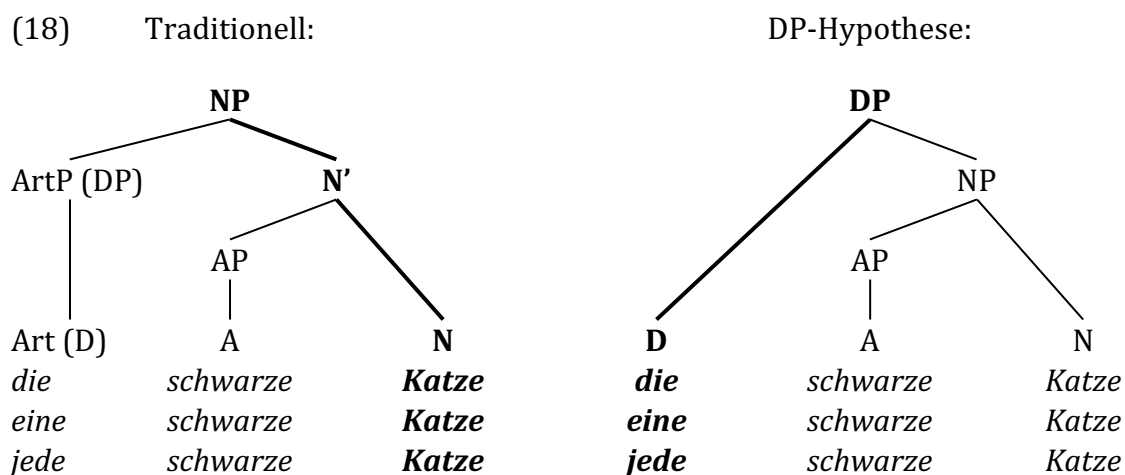 (18) Traditionell: DP-Hypothese:
NP DP
ArtP (DP) N’ NP
AP AP
Art (D) A N D A N
die schwarze Katze die schwarze Katze
eine schwarze Katze eine schwarze Katze
jede schwarze Katze jede schwarze Katze